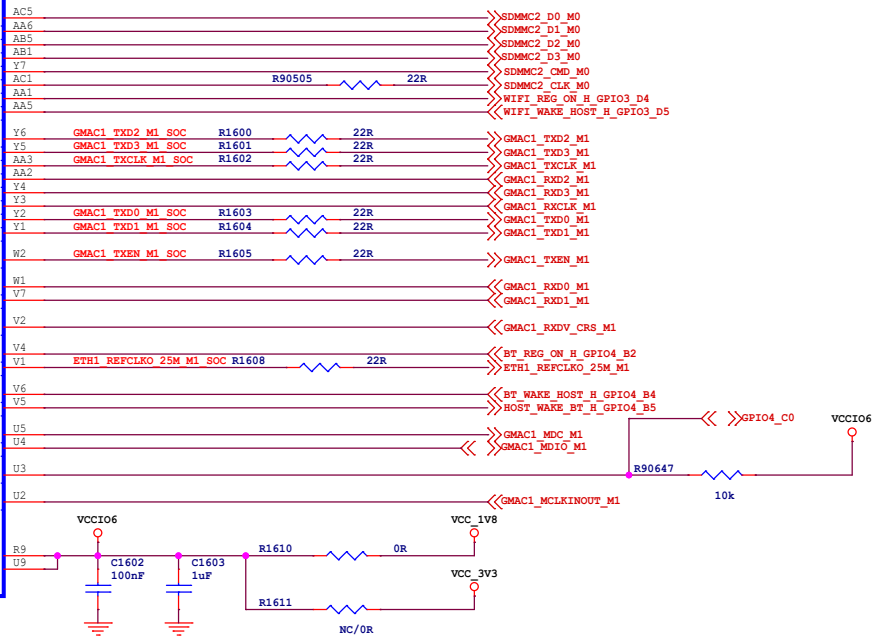 AC5 SDMMC2_D0_M0
AA6 SDMMC2_D1_M0
AB5 SDMMC2_D2_M0
AB1 SDMMC2_D3_M0
Y7 SDMMC2_CMD_M0
AC1 R90505 22R SDMMC2_CLK_M0
AA1 WIFI_REG_ON_H_GPIO3_D4
AA5 WIFI_WAKE_HOST_H_GPIO3_D5
Y6 GMAC1_TXD2_M1_SOC R1600 22R GMAC1_TXD2_M1
Y5 GMAC1_TXD3_M1_SOC R1601 22R GMAC1_TXD3_M1
AA3 GMAC1_TXCLK_M1_SOC R1602 22R GMAC1_TXCLK_M1
AA2 GMAC1_RXD2_M1
Y4 GMAC1_RXD3_M1
Y3 GMAC1_RXCLK_M1
Y2 GMAC1_TXD0_M1_SOC R1603 22R GMAC1_TXD0_M1
Y1 GMAC1_TXD1_M1_SOC R1604 22R GMAC1_TXD1_M1
W2 GMAC1_TXEN_M1_SOC R1605 22R GMAC1_TXEN_M1
W1 GMAC1_RXD0_M1
V7 GMAC1_RXD1_M1
V2 GMAC1_RXDV_CRS_M1
V4 BT_REG_ON_H_GPIO4_B2
V1 ETH1_REFCLKO_25M_M1_SOC R1608 22R ETH1_REFCLKO_25M_M1
V6 BT_WAKE_HOST_H_GPIO4_B4
V5 HOST_WAKE_BT_H_GPIO4_B5
GPIO4_C0 VCCIO6
U5 GMAC1_MDC_M1
U4 GMAC1_MDIO_M1
U3 R90647
10k
U2 GMAC1_MCLKINOUT_M1
VCCIO6 VCC_1V8
R9 R1610 0R
U9 C1602 C1603
100nF 1uF
VCC_3V3
R1611
NC/0R